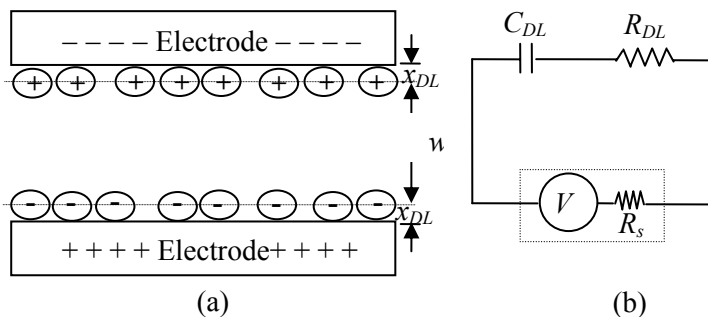 – – – – Electrode – – – –
+ + + + + + + +
x_DL
w
- - - - - - - -
x_DL
+ + + + Electrode+ + + +
(a)
C_DL R_DL
V
R_s
(b)